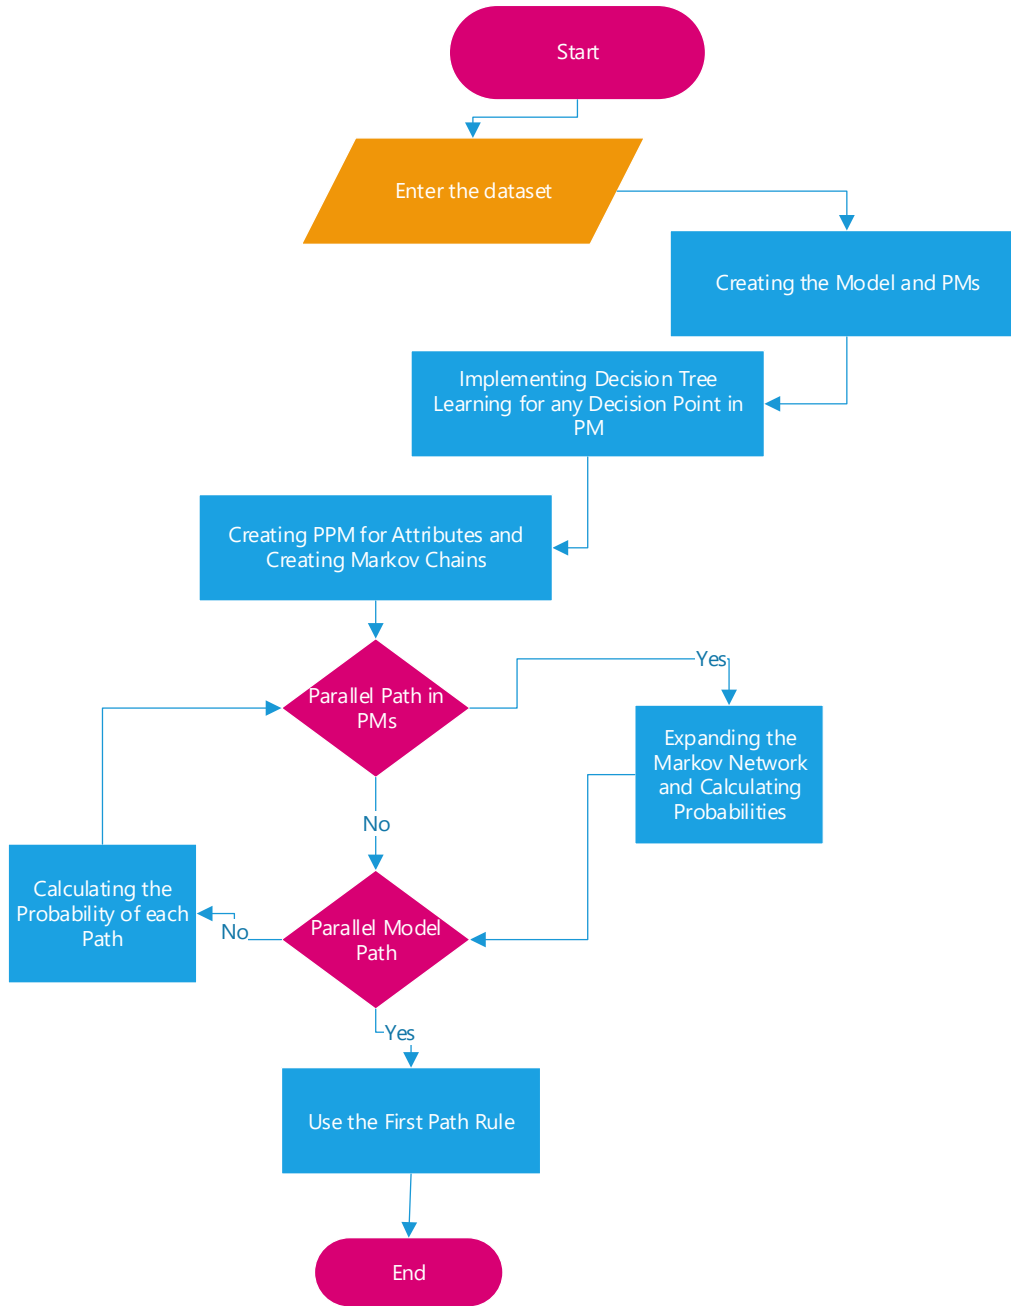 Start
Enter the dataset
Creating the Model and PMs
Implementing Decision Tree
Learning for any Decision Point in
PM
Creating PPM for Attributes and
Creating Markov Chains
Parallel Path in
PMs
Yes
Expanding the
Markov Network
and Calculating
Probabilities
No
Calculating the
Probability of each
Path
No
Parallel Model
Path
Yes
Use the First Path Rule
End